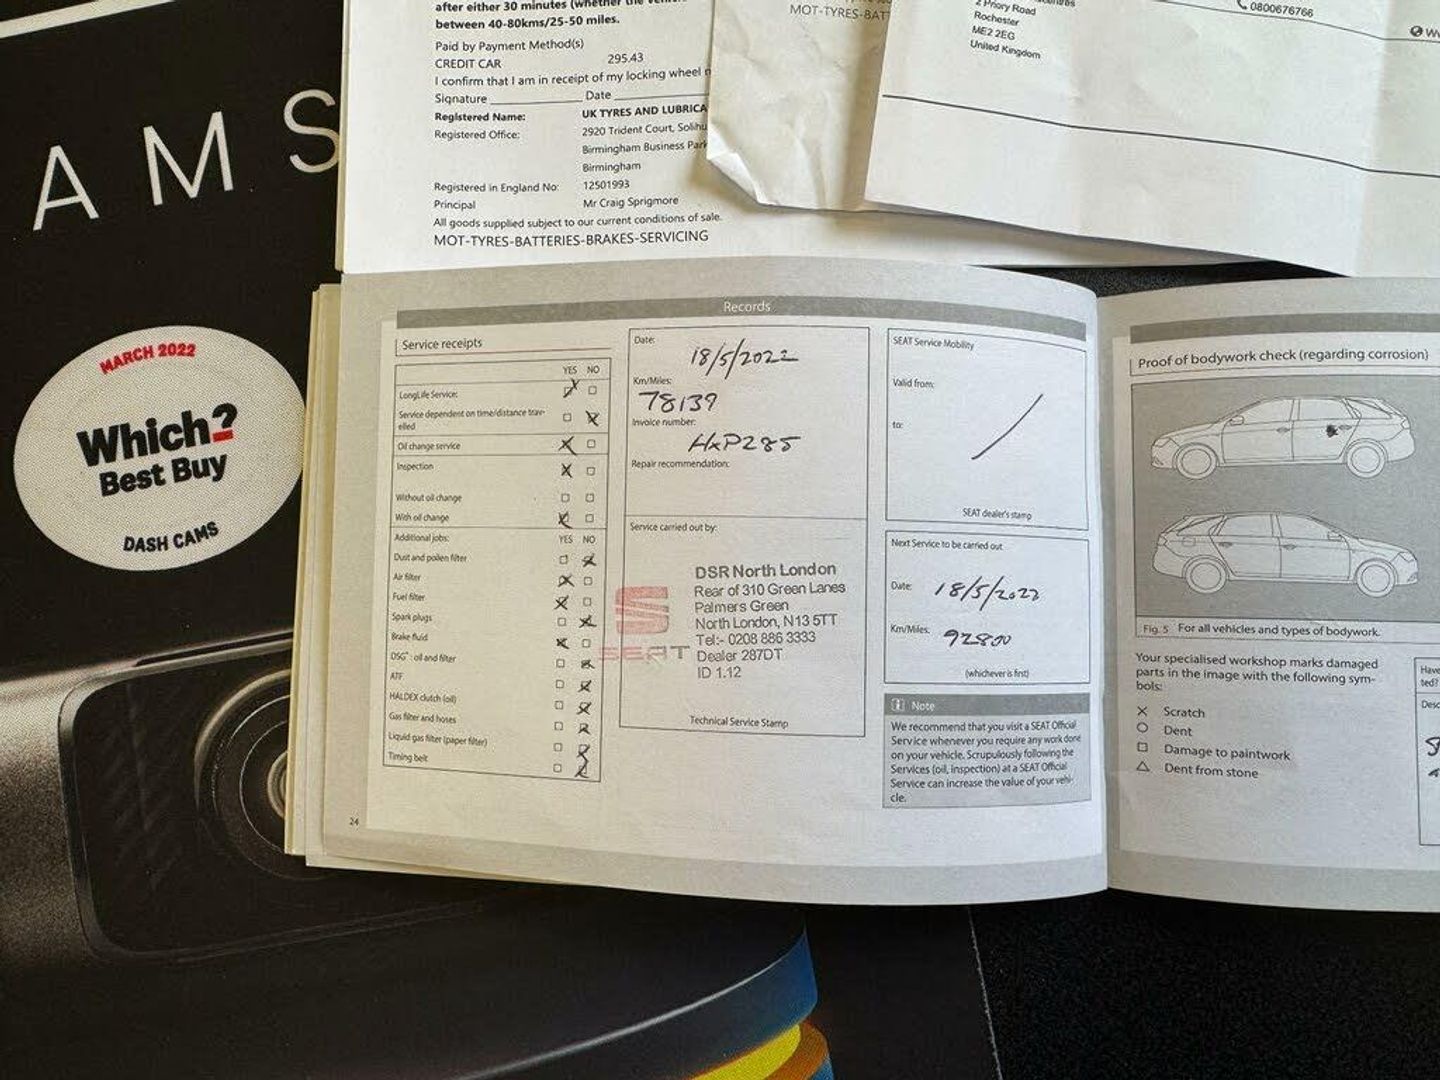 after either 30 minutes (whether the
between 40-80kms/25-50 miles.
Paid by Payment Method(s)
CREDIT CAR 295.43
I confirm that I am in receipt of my locking wheel
Signature Date
Registered Name: UK TYRES AND LUBRICA
Registered Office: 2920 Trident Court, Solihu
Birmingham Business Park
Birmingham
Registered in England No: 12501993
Principal Mr Craig Sprigmore
All goods supplied subject to our current conditions of sale.
MOT-TYRES-BATTERIES-BRAKES-SERVICING
MOT-TYRES-BATT
2 Priory Road
Rochester
ME2 2EG
United Kingdom
0800676766
AMS
MARCH 2022
Which?
Best Buy
DASH CAMS
Records
Service receipts
YES NO
LongLife Service:
Service dependent on time/distance trav-
elled
Oil change service
Inspection
Without oil change
With oil change
Additional jobs: YES NO
Dust and pollen filter
Air filter
Fuel filter
Spark plugs
Brake fluid
DSG®: oil and filter
ATF
HALDEX clutch (oil)
Gas filter and hoses
Liquid gas filter (paper filter)
Timing belt
24
Date:
18/5/2022
Km/Miles:
78139
Invoice number:
HxP285
Repair recommendation:
Service carried out by:
SEAT
DSR North London
Rear of 310 Green Lanes
Palmers Green
North London, N13 5TT
Tel:- 0208 886 3333
Dealer 287DT
ID 1.12
Technical Service Stamp
SEAT Service Mobility
Valid from:
to:
SEAT dealer's stamp
Next Service to be carried out
Date: 18/5/2023
Km/Miles: 92800
(whichever is first)
Note
We recommend that you visit a SEAT Official
Service whenever you require any work done
on your vehicle. Scrupulously following the
Services (oil, inspection) at a SEAT Official
Service can increase the value of your vehi-
cle.
Proof of bodywork check (regarding corrosion)
Fig. 5 For all vehicles and types of bodywork.
Your specialised workshop marks damaged
parts in the image with the following sym-
bols:
Scratch
Dent
Damage to paintwork
Dent from stone
Have
ted?
Desc